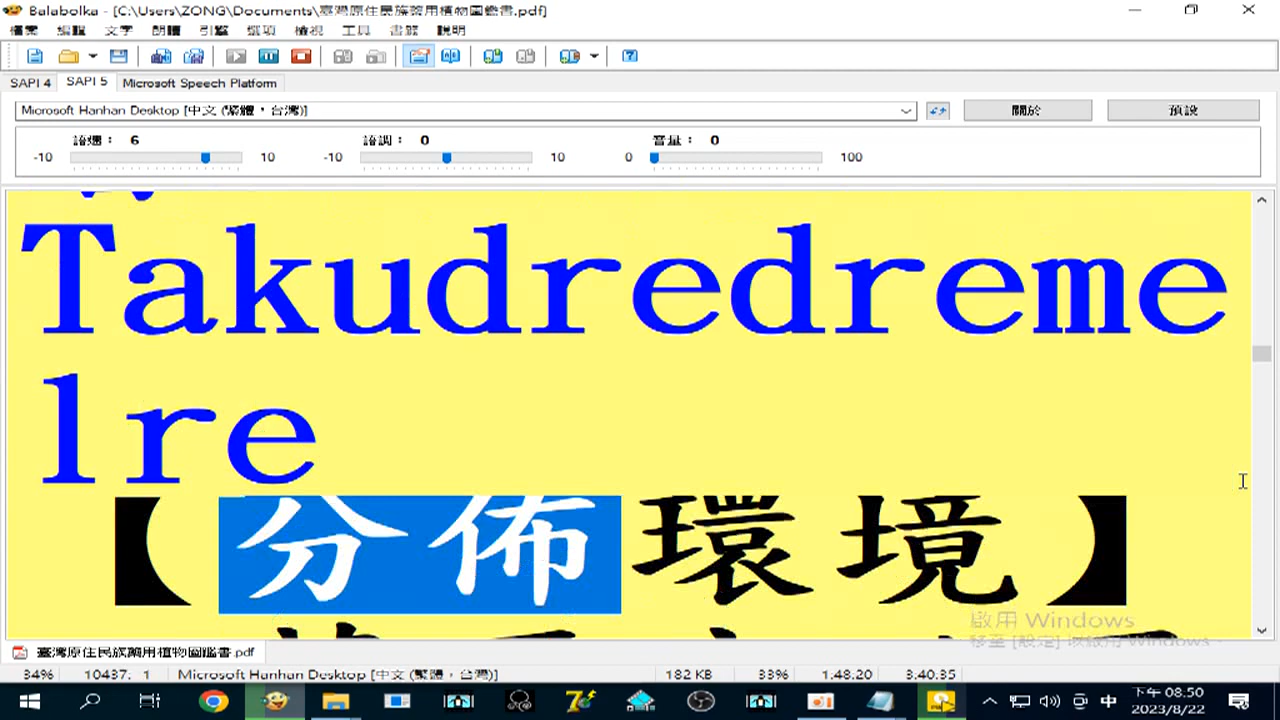 Balabolka - [C:\Users\ZONG\Documents\臺灣原住民族藥用植物圖鑑書.pdf]
檔案 編輯 文字 朗讀 引擎 選項 檢視 工具 書籤 說明
SAPI 4 SAPI 5 Microsoft Speech Platform
Microsoft Hanhan Desktop [中文 (繁體，台灣)] 關於 預設
語速： 6 語調： 0 音量： 0
-10 10 -10 10 0 100
Takudredreme
lre
【分佈環境】
啟用 Windows
移至 [設定] 以啟用 Windows。
臺灣原住民族藥用植物圖鑑書.pdf
34% 10437: 1 Microsoft Hanhan Desktop [中文 (繁體，台灣)] 182 KB 33% 1:48.20 3:40.35
中 下午 08:50
2023/8/22